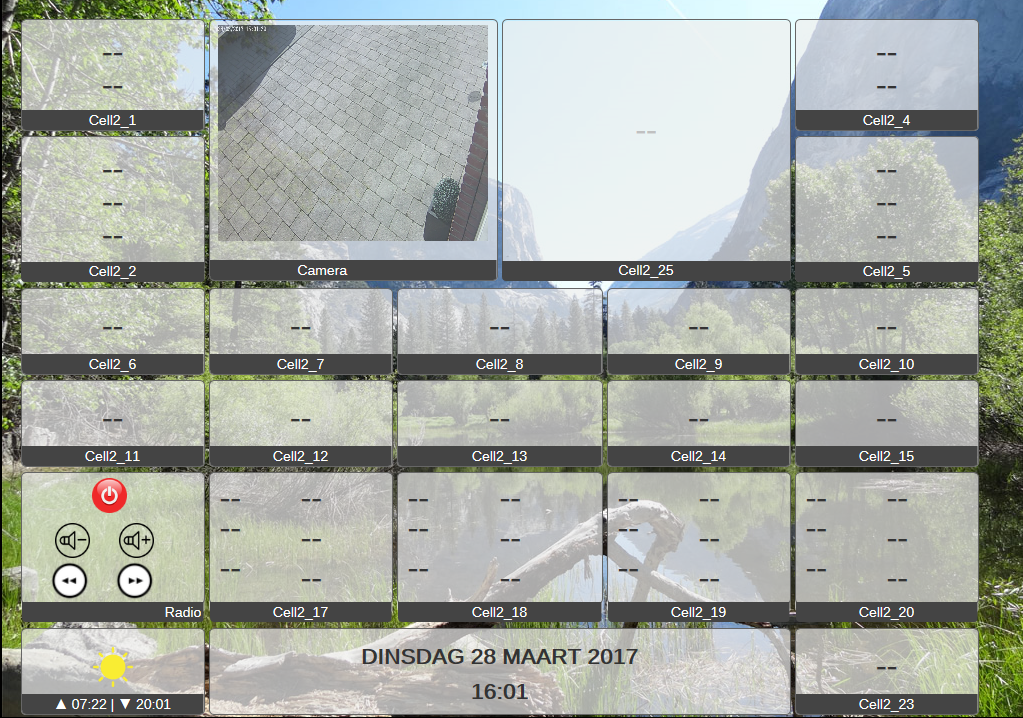 --
--
Cell2_1
Camera
--
Cell2_25
--
--
Cell2_4
--
--
--
Cell2_2
--
--
--
Cell2_5
--
Cell2_6
--
Cell2_7
--
Cell2_8
--
Cell2_9
--
Cell2_10
--
Cell2_11
--
Cell2_12
--
Cell2_13
--
Cell2_14
--
Cell2_15
Radio
-- --
--
--
--
--
Cell2_17
-- --
--
--
--
--
Cell2_18
-- --
--
--
--
--
Cell2_19
-- --
--
--
--
--
Cell2_20
▲ 07:22 | ▼ 20:01
DINSDAG 28 MAART 2017
16:01
--
Cell2_23